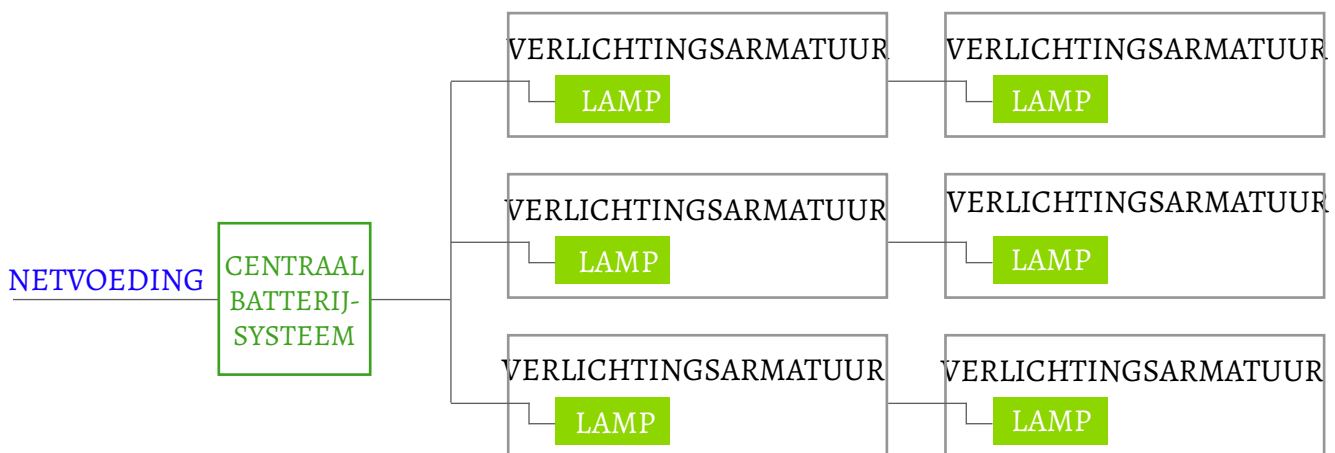 VERLICHTINGSARMATUUR
LAMP
VERLICHTINGSARMATUUR
LAMP
NETVOEDING
CENTRAAL
BATTERIJ-
SYSTEEM
VERLICHTINGSARMATUUR
LAMP
VERLICHTINGSARMATUUR
LAMP
VERLICHTINGSARMATUUR
LAMP
VERLICHTINGSARMATUUR
LAMP